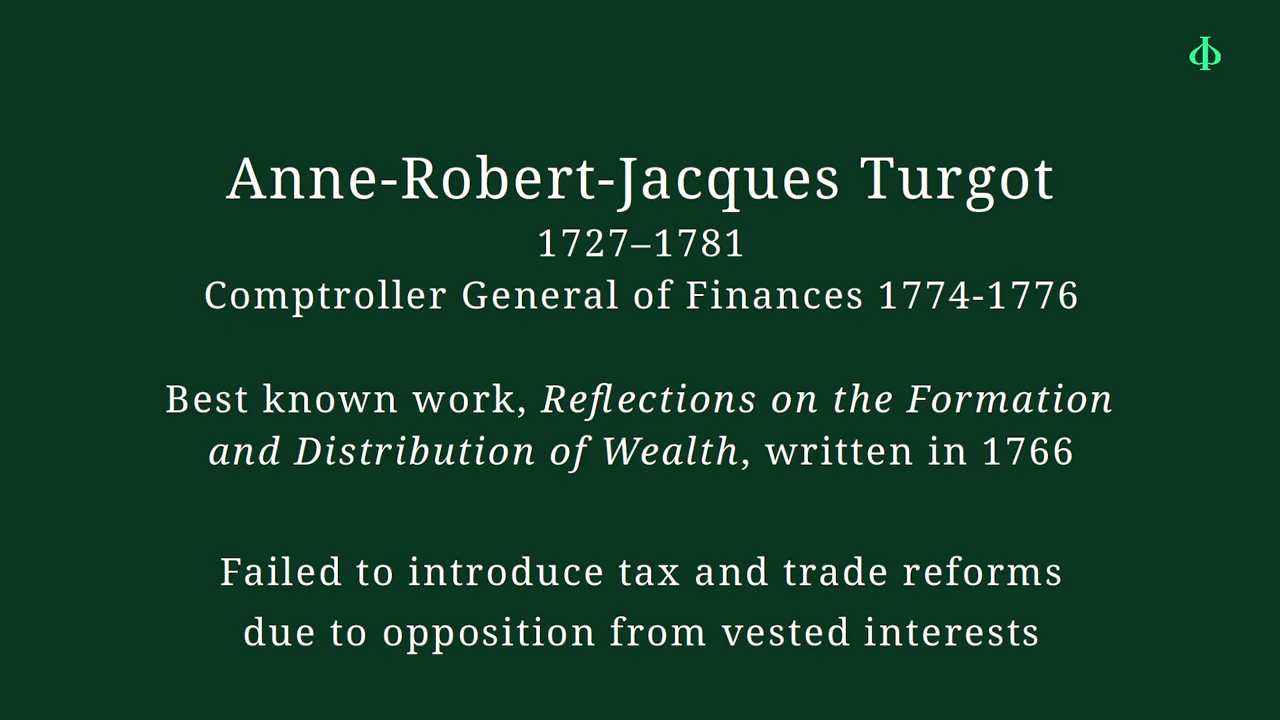 Φ
Anne-Robert-Jacques Turgot
1727–1781
Comptroller General of Finances 1774-1776
Best known work, Reflections on the Formation
and Distribution of Wealth, written in 1766
Failed to introduce tax and trade reforms
due to opposition from vested interests